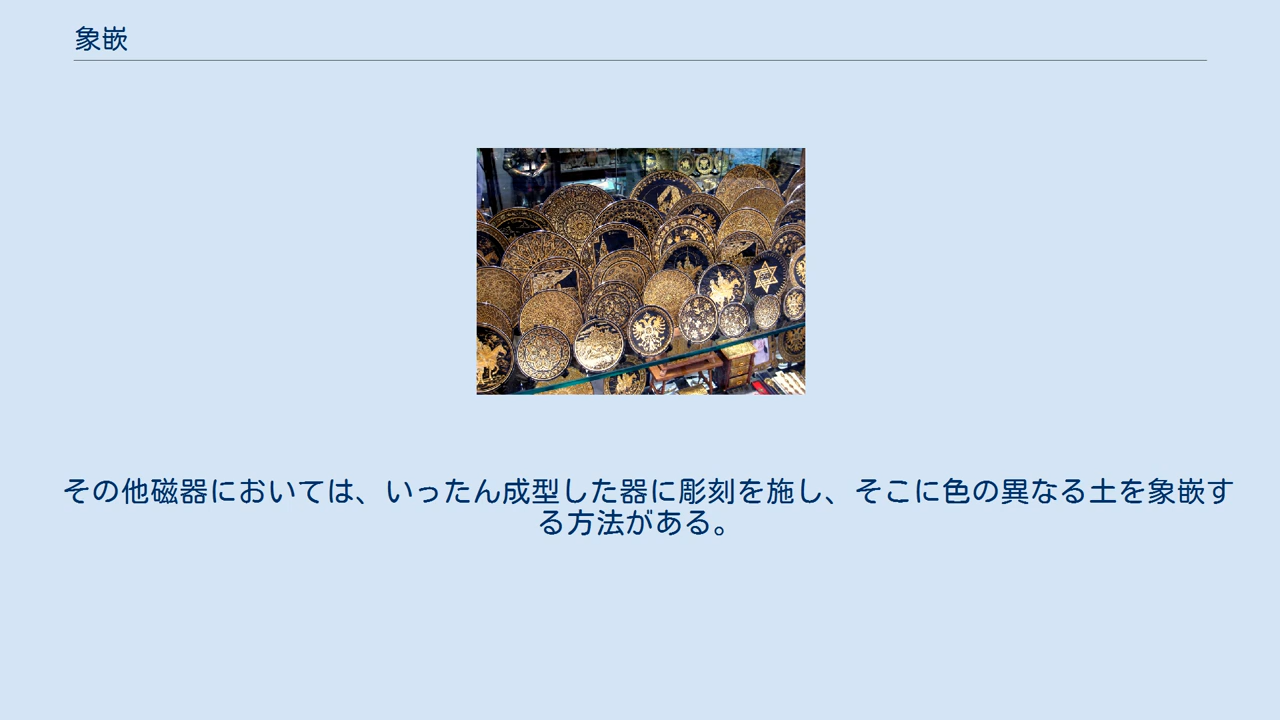 象嵌
その他磁器においては、いったん成型した器に彫刻を施し、そこに色の異なる土を象嵌す
る方法がある。